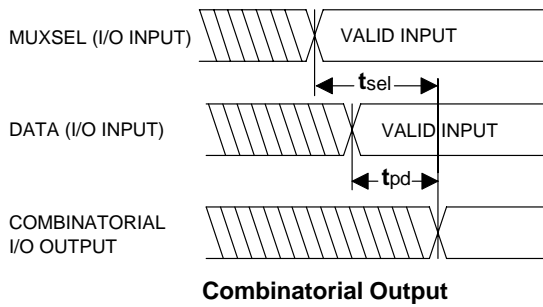 MUXSEL (I/O INPUT)
VALID INPUT
tsel
DATA (I/O INPUT)
VALID INPUT
tpd
COMBINATORIAL
I/O OUTPUT
Combinatorial Output